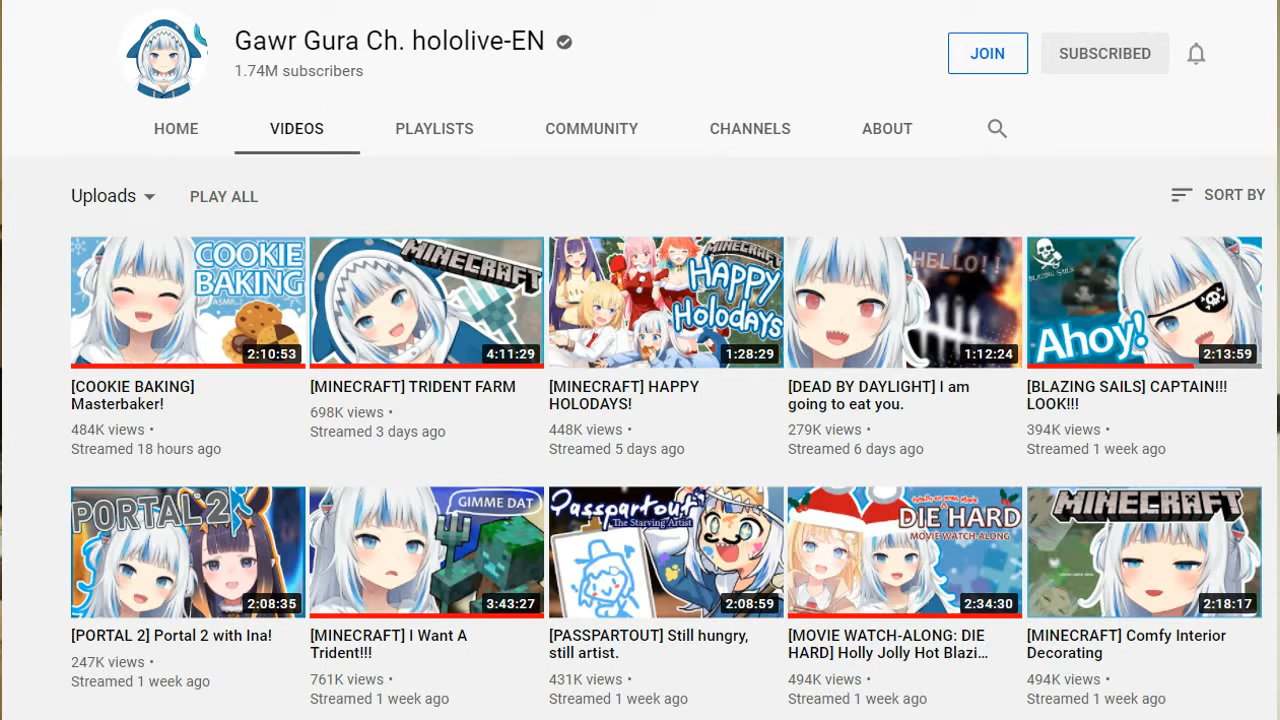 Gawr Gura Ch. hololive-EN
1.74M subscribers
JOIN
SUBSCRIBED
HOME
VIDEOS
PLAYLISTS
COMMUNITY
CHANNELS
ABOUT
Uploads
PLAY ALL
SORT BY
COOKIE
BAKING
2:10:53
MINECRAFT
4:11:29
MINECRAFT
HAPPY
Holodays
1:28:29
HELLO!!
1:12:24
BLAZING SAILS
Ahoy!
2:13:59
[COOKIE BAKING]
Masterbaker!
484K views •
Streamed 18 hours ago
[MINECRAFT] TRIDENT FARM
698K views •
Streamed 3 days ago
[MINECRAFT] HAPPY
HOLODAYS!
448K views •
Streamed 5 days ago
[DEAD BY DAYLIGHT] I am
going to eat you.
279K views •
Streamed 6 days ago
[BLAZING SAILS] CAPTAIN!!!
LOOK!!!
394K views •
Streamed 1 week ago
PORTAL 2
2:08:35
GIMME DAT
3:43:27
Passpartout
The Starving Artist
2:08:59
DIE HARD
MOVIE WATCH-ALONG
2:34:30
MINECRAFT
2:18:17
[PORTAL 2] Portal 2 with Ina!
247K views •
Streamed 1 week ago
[MINECRAFT] I Want A
Trident!!!
761K views •
Streamed 1 week ago
[PASSPARTOUT] Still hungry,
still artist.
431K views •
Streamed 1 week ago
[MOVIE WATCH-ALONG: DIE
HARD] Holly Jolly Hot Blazi...
494K views •
Streamed 1 week ago
[MINECRAFT] Comfy Interior
Decorating
494K views •
Streamed 1 week ago